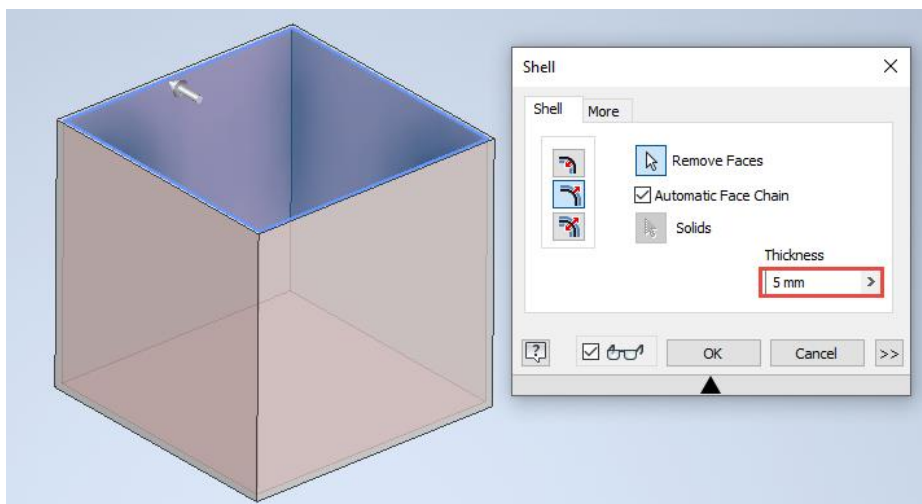 Shell
Shell More
Remove Faces
Automatic Face Chain
Solids
Thickness
5 mm >
? OK Cancel >>